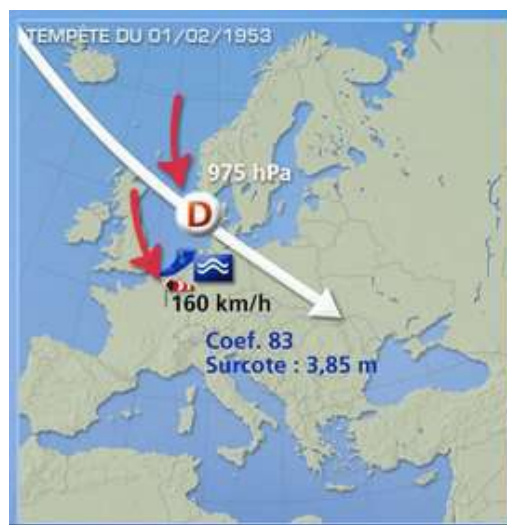 TEMPÊTE DU 01/02/1953
975 hPa
D
160 km/h
Coef. 83
Surcote : 3,85 m